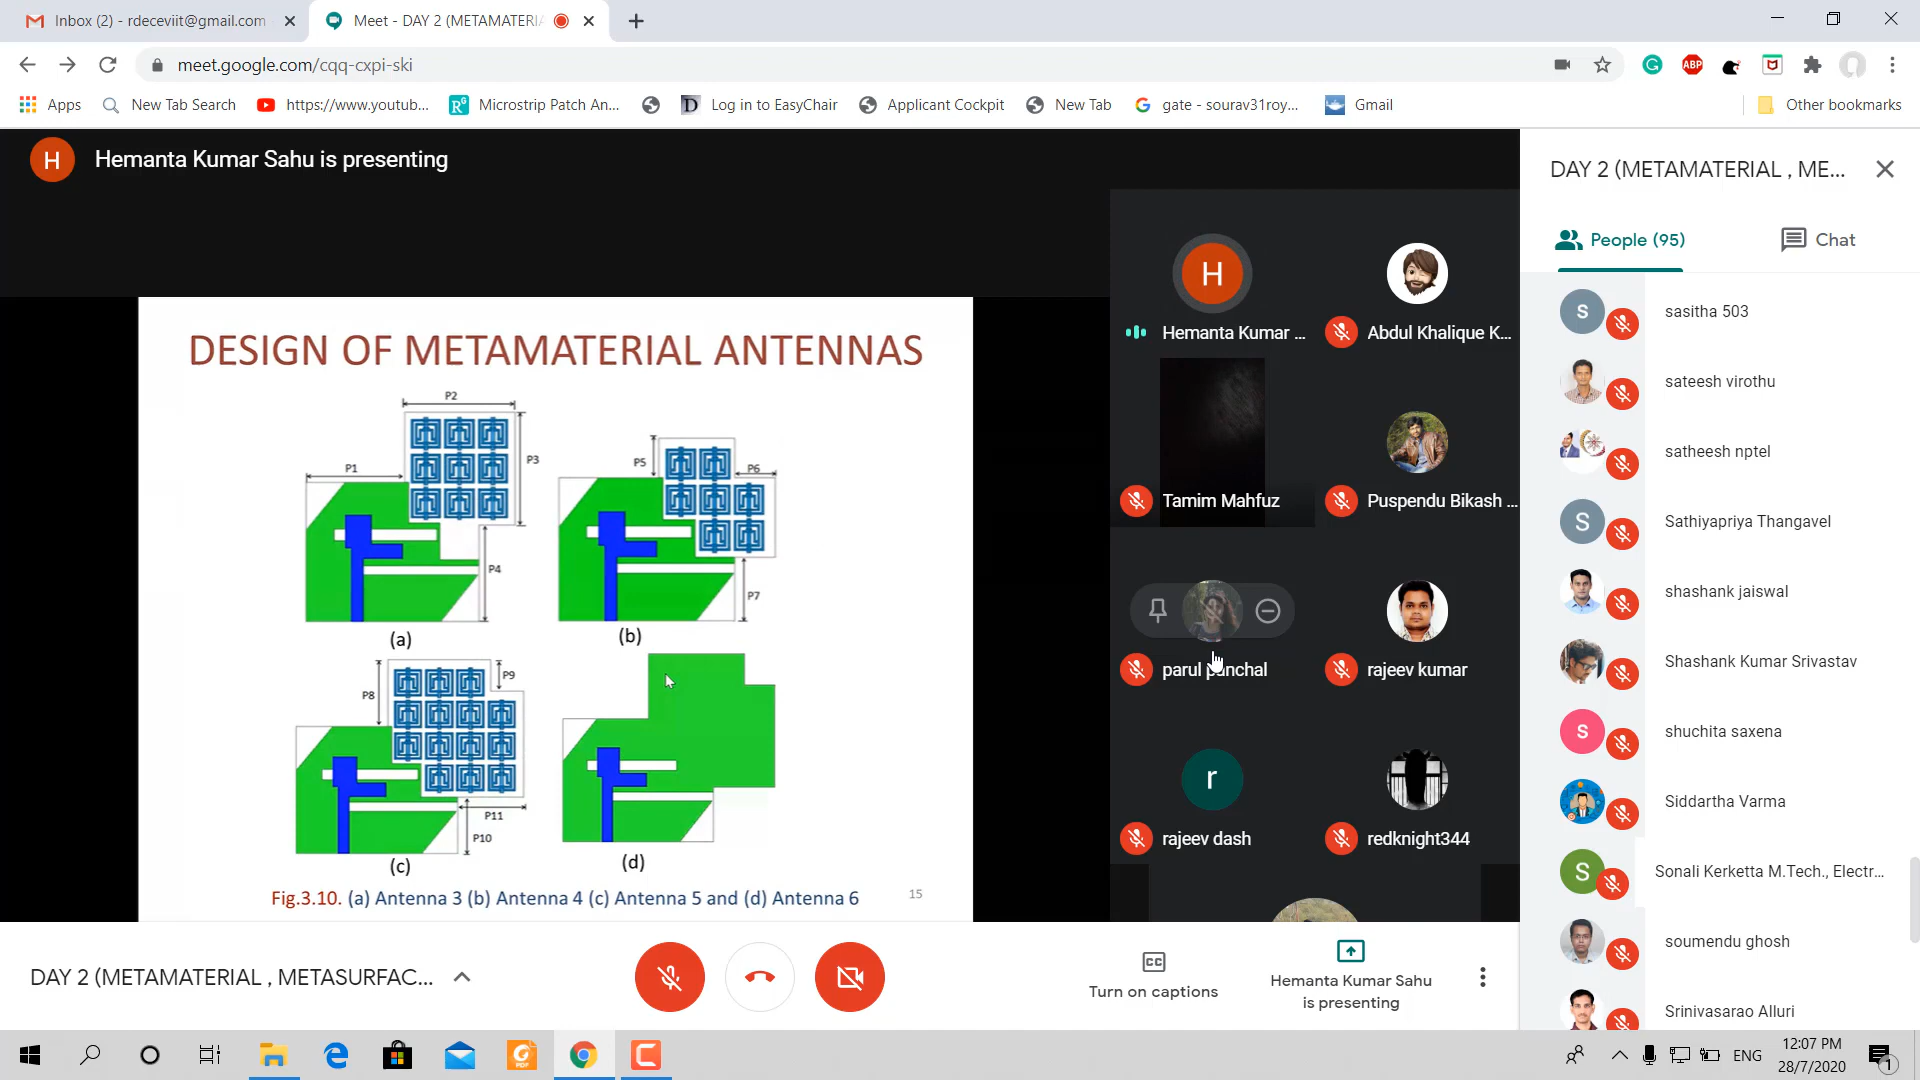 Inbox (2) - rdeceviit@gmail.com
Meet - DAY 2 (METAMATERI
meet.google.com/cqq-cxpi-ski
ABP
Apps
New Tab Search
https://www.youtub...
Microstrip Patch An...
Log in to EasyChair
Applicant Cockpit
New Tab
gate - sourav31roy...
Gmail
Other bookmarks
H
Hemanta Kumar Sahu is presenting
DAY 2 (METAMATERIAL , ME...
People (95)
Chat
DESIGN OF METAMATERIAL ANTENNAS
P2
P1
P3
P4
(a)
P5
P6
P7
(b)
P8
P9
P11
P10
(c)
(d)
Fig.3.10. (a) Antenna 3 (b) Antenna 4 (c) Antenna 5 and (d) Antenna 6
15
H
Hemanta Kumar ...
Abdul Khalique K...
Tamim Mahfuz
Puspendu Bikash ...
parul panchal
rajeev kumar
r
rajeev dash
redknight344
S
sasitha 503
sateesh virothu
satheesh nptel
S
Sathiyapriya Thangavel
shashank jaiswal
Shashank Kumar Srivastav
S
shuchita saxena
Siddartha Varma
S
Sonali Kerketta M.Tech., Electr...
soumendu ghosh
Srinivasarao Alluri
DAY 2 (METAMATERIAL , METASURFAC...
CC
Turn on captions
Hemanta Kumar Sahu
is presenting
ENG
12:07 PM
28/7/2020
1